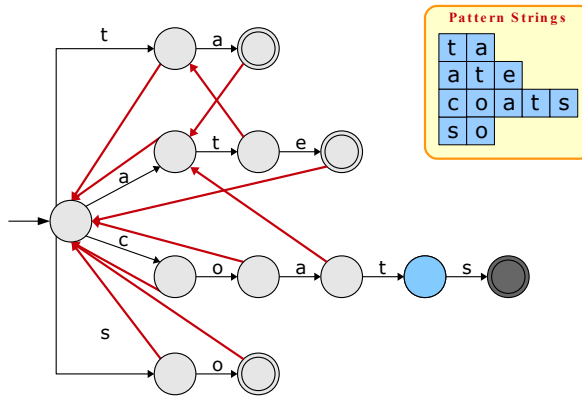 Pattern Strings
t a
a t e
c o a t s
s o
t a
a t e
c o a t s
s o